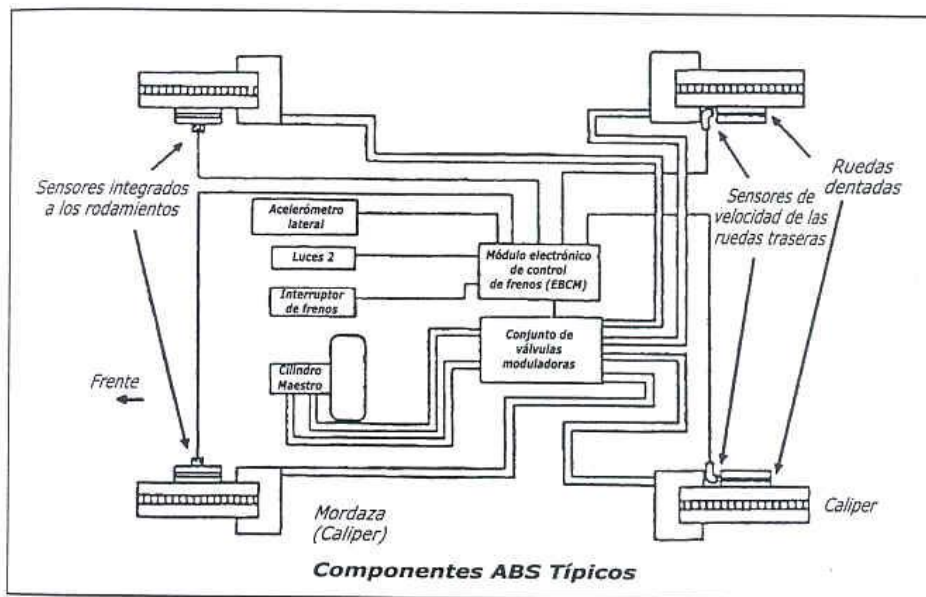 Sensores integrados
a los rodamientos
Acelerómetro
lateral
Luces 2
Interruptor
de frenos
Módulo electrónico
de control
de frenos (EBCM)
Conjunto de
válvulas
moduladoras
Cilindro
Maestro
Frente
Sensores de
velocidad de las
ruedas traseras
Ruedas
dentadas
Mordaza
(Caliper)
Caliper
Componentes ABS Típicos